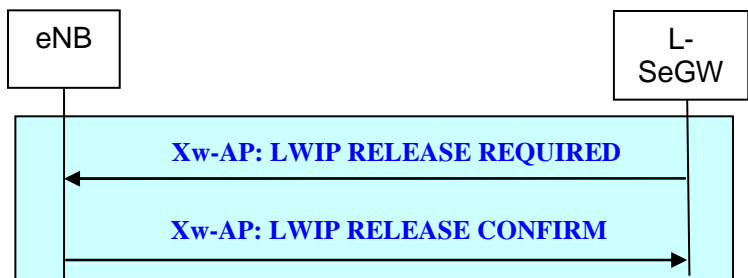 eNB
L-
SeGW
Xw-AP: LWIP RELEASE REQUIRED
Xw-AP: LWIP RELEASE CONFIRM